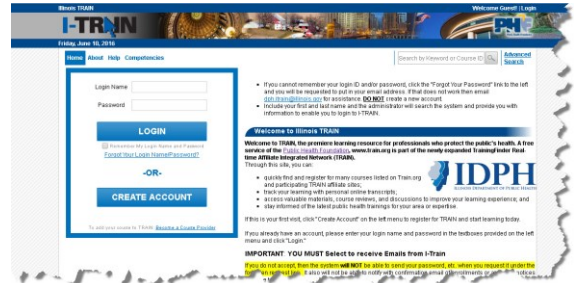 Illinois TRAIN
Welcome Guest! | Login
I-TRAIN
PHF
Friday, June 10, 2016
Home About Help Competencies
Search by Keyword or Course ID
Advanced Search
Login Name
Password
LOGIN
Remember My Login Name and Password
Forgot Your Login Name/Password?
-OR-
CREATE ACCOUNT
To add your course to TRAIN: Become a Course Provider
If you cannot remember your login ID and/or password, click the "Forgot Your Password" link to the left
and you will be requested to put in your email address. If that does not work then email
dph.itrain@illinois.gov for assistance. DO NOT create a new account.
Include your first and last name and the administrator will search the system and provide you with
information to enable you to login to I-TRAIN.
Welcome to Illinois TRAIN
Welcome to TRAIN, the premiere learning resource for professionals who protect the public's health. A free
service of the Public Health Foundation, www.train.org is part of the newly expanded TrainingFinder Real-
time Affiliate Integrated Network (TRAIN).
Through this site, you can:
quickly find and register for many courses listed on Train.org
and participating TRAIN affiliate sites;
track your learning with personal online transcripts;
access valuable materials, course reviews, and discussions to improve your learning experience; and
stay informed of the latest public health trainings for your area or expertise.
IDPH
ILLINOIS DEPARTMENT OF PUBLIC HEALTH
If this is your first visit, click "Create Account" on the left menu to register for TRAIN and start learning today.
If you already have an account, please enter your login name and password in the textboxes provided on the left
menu and click "Login."
IMPORTANT YOU MUST Select to receive Emails from I-Train
If you do not accept, then the system will NOT be able to send your password, etc. when you request it under the